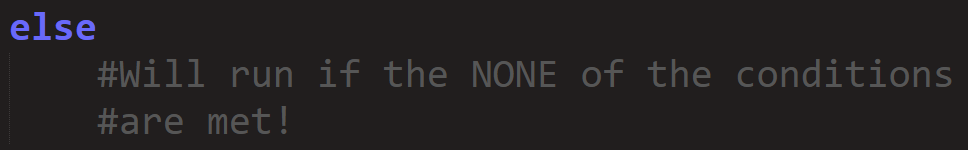 else
#Will run if the NONE of the conditions
#are met!